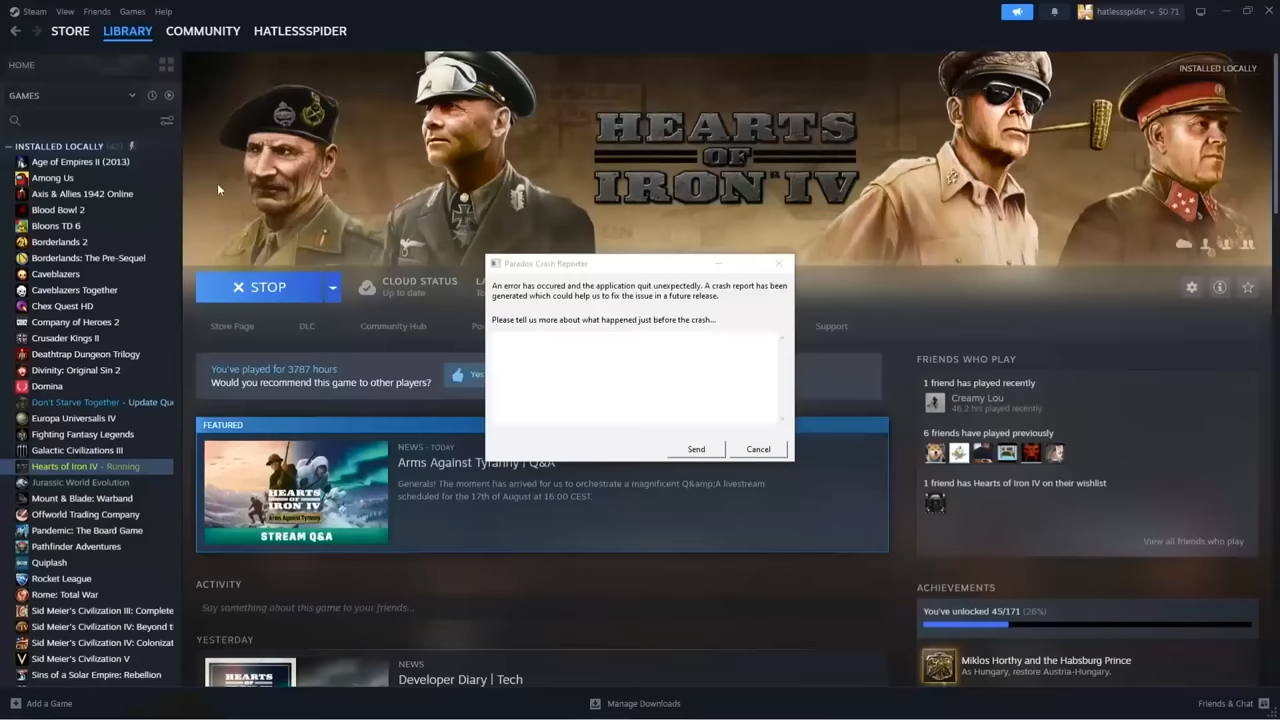 Steam View Friends Games Help
hatlessspider $0.71
STORE LIBRARY COMMUNITY HATLESSSPIDER
HOME
GAMES
INSTALLED LOCALLY
Age of Empires II (2013)
Among Us
Axis & Allies 1942 Online
Blood Bowl 2
Bloons TD 6
Borderlands 2
Borderlands: The Pre-Sequel
Caveblazers
Caveblazers Together
Chex Quest HD
Company of Heroes 2
Crusader Kings II
Deathtrap Dungeon Trilogy
Divinity: Original Sin 2
Domina
Don't Starve Together - Update Qu
Europa Universalis IV
Fighting Fantasy Legends
Galactic Civilizations III
Hearts of Iron IV - Running
Jurassic World Evolution
Mount & Blade: Warband
Offworld Trading Company
Pandemic: The Board Game
Pathfinder Adventures
Quiplash
Rocket League
Rome: Total War
Sid Meier's Civilization III: Complete
Sid Meier's Civilization IV: Beyond t
Sid Meier's Civilization IV: Colonizat
Sid Meier's Civilization V
Sins of a Solar Empire: Rebellion
Add a Game
INSTALLED LOCALLY
HEARTS
OF
IRON IV
STOP
CLOUD STATUS
Up to date
LA
To
Store Page DLC Community Hub Po Support
You've played for 3787 hours
Would you recommend this game to other players?
Yes
Paradox Crash Reporter
An error has occured and the application quit unexpectedly. A crash report has been
generated which could help us to fix the issue in a future release.
Please tell us more about what happened just before the crash...
Send Cancel
FEATURED
HEARTS
OF
IRON IV
Arms Against Tyranny
STREAM Q&A
NEWS - TODAY
Arms Against Tyranny | Q&A
Generals! The moment has arrived for us to orchestrate a magnificent Q&amp;A livestream
scheduled for the 17th of August at 16:00 CEST.
ACTIVITY
Say something about this game to your friends...
YESTERDAY
HEARTS
NEWS
Developer Diary | Tech
FRIENDS WHO PLAY
1 friend has played recently
Creamy Lou
46.2 hrs played recently
6 friends have played previously
1 friend has Hearts of Iron IV on their wishlist
View all friends who play
ACHIEVEMENTS
You've unlocked 45/171 (26%)
Miklos Horthy and the Habsburg Prince
As Hungary, restore Austria-Hungary.
Manage Downloads
Friends & Chat